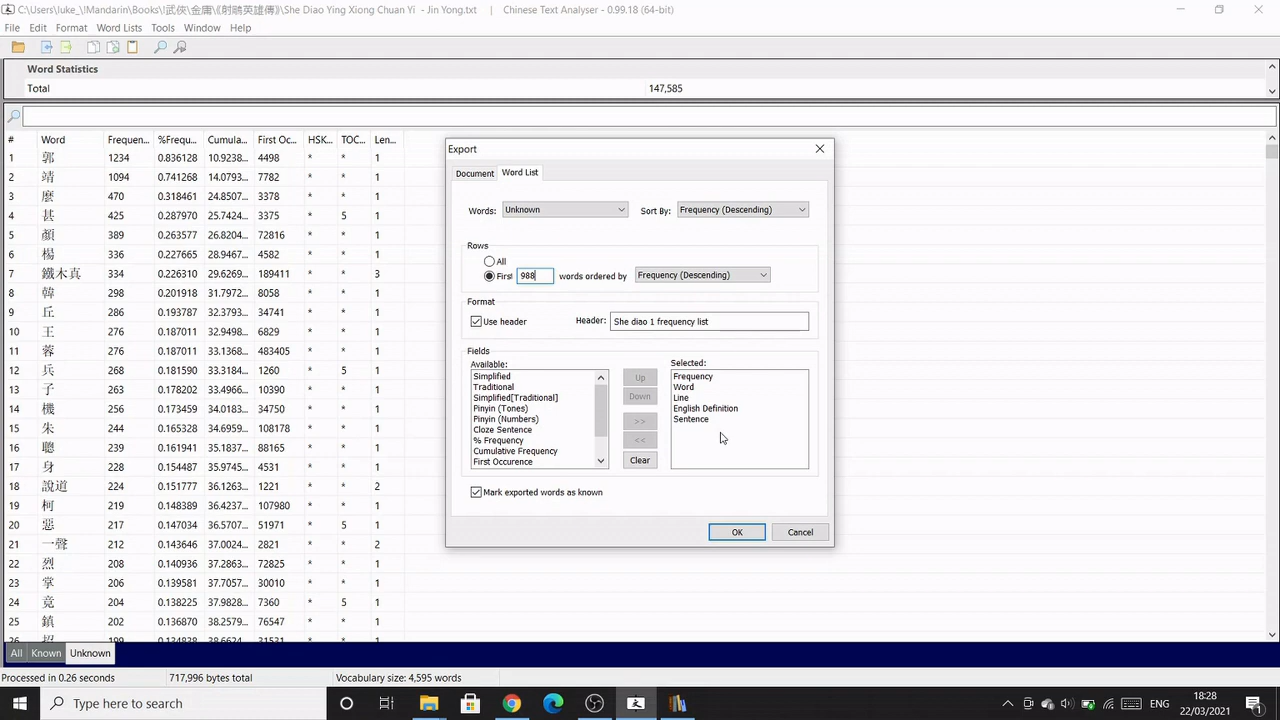 C:\Users\luke_\!Mandarin\Books\!武俠\金庸\《射鵰英雄傳》\She Diao Ying Xiong Chuan Yi - Jin Yong.txt Chinese Text Analyser - 0.99.18 (64-bit)
File Edit Format Word Lists Tools Window Help
Word Statistics
Total 147,585
# Word Frequen... %Frequ... Cumula... First Oc... HSK... TOC... Len...
1 郭 1234 0.836128 10.9238... 4498 * * 1
2 靖 1094 0.741268 14.0793... 7782 * * 1
3 麼 470 0.318461 24.8507... 3378 * * 1
4 甚 425 0.287970 25.7424... 3375 * 5 1
5 顏 389 0.263577 26.8204... 72816 * * 1
6 楊 336 0.227665 28.9467... 4582 * * 1
7 鐵木真 334 0.226310 29.6269... 189411 * * 3
8 韓 298 0.201918 31.7972... 8058 * * 1
9 丘 286 0.193787 32.3793... 34741 * * 1
10 王 276 0.187011 32.9498... 6829 * * 1
11 蓉 276 0.187011 33.1368... 483405 * * 1
12 兵 268 0.181590 33.3184... 1260 * 5 1
13 子 263 0.178202 33.4966... 10390 * * 1
14 機 256 0.173459 34.0183... 34750 * * 1
15 朱 244 0.165328 34.6959... 108178 * * 1
16 聰 239 0.161941 35.1837... 88165 * * 1
17 身 228 0.154487 35.9745... 4531 * * 1
18 說道 224 0.151777 36.1263... 1221 * * 2
19 柯 219 0.148389 36.4237... 107980 * * 1
20 惡 217 0.147034 36.5707... 51971 * 5 1
21 一聲 212 0.143646 37.0024... 2821 * * 2
22 烈 208 0.140936 37.2863... 72825 * * 1
23 掌 206 0.139581 37.7057... 30010 * * 1
24 竟 204 0.138225 37.9828... 7360 * 5 1
25 鎮 202 0.136870 38.2579... 76547 * * 1
26 招 199 0.134838 38.6624... 31531 * * 1
Export
Document Word List
Words: Unknown Sort By: Frequency (Descending)
Rows
All
First 988 words ordered by Frequency (Descending)
Format
Use header Header: She diao 1 frequency list
Fields
Available: Selected:
Simplified
Traditional
Simplified[Traditional]
Pinyin (Tones)
Pinyin (Numbers)
Cloze Sentence
% Frequency
Cumulative Frequency
First Occurence
Up
Down
>>
<<
Clear
Frequency
Word
Line
English Definition
Sentence
Mark exported words as known
OK Cancel
All Known Unknown
Processed in 0.26 seconds 717,996 bytes total Vocabulary size: 4,595 words
Type here to search
ENG
18:28
22/03/2021
1